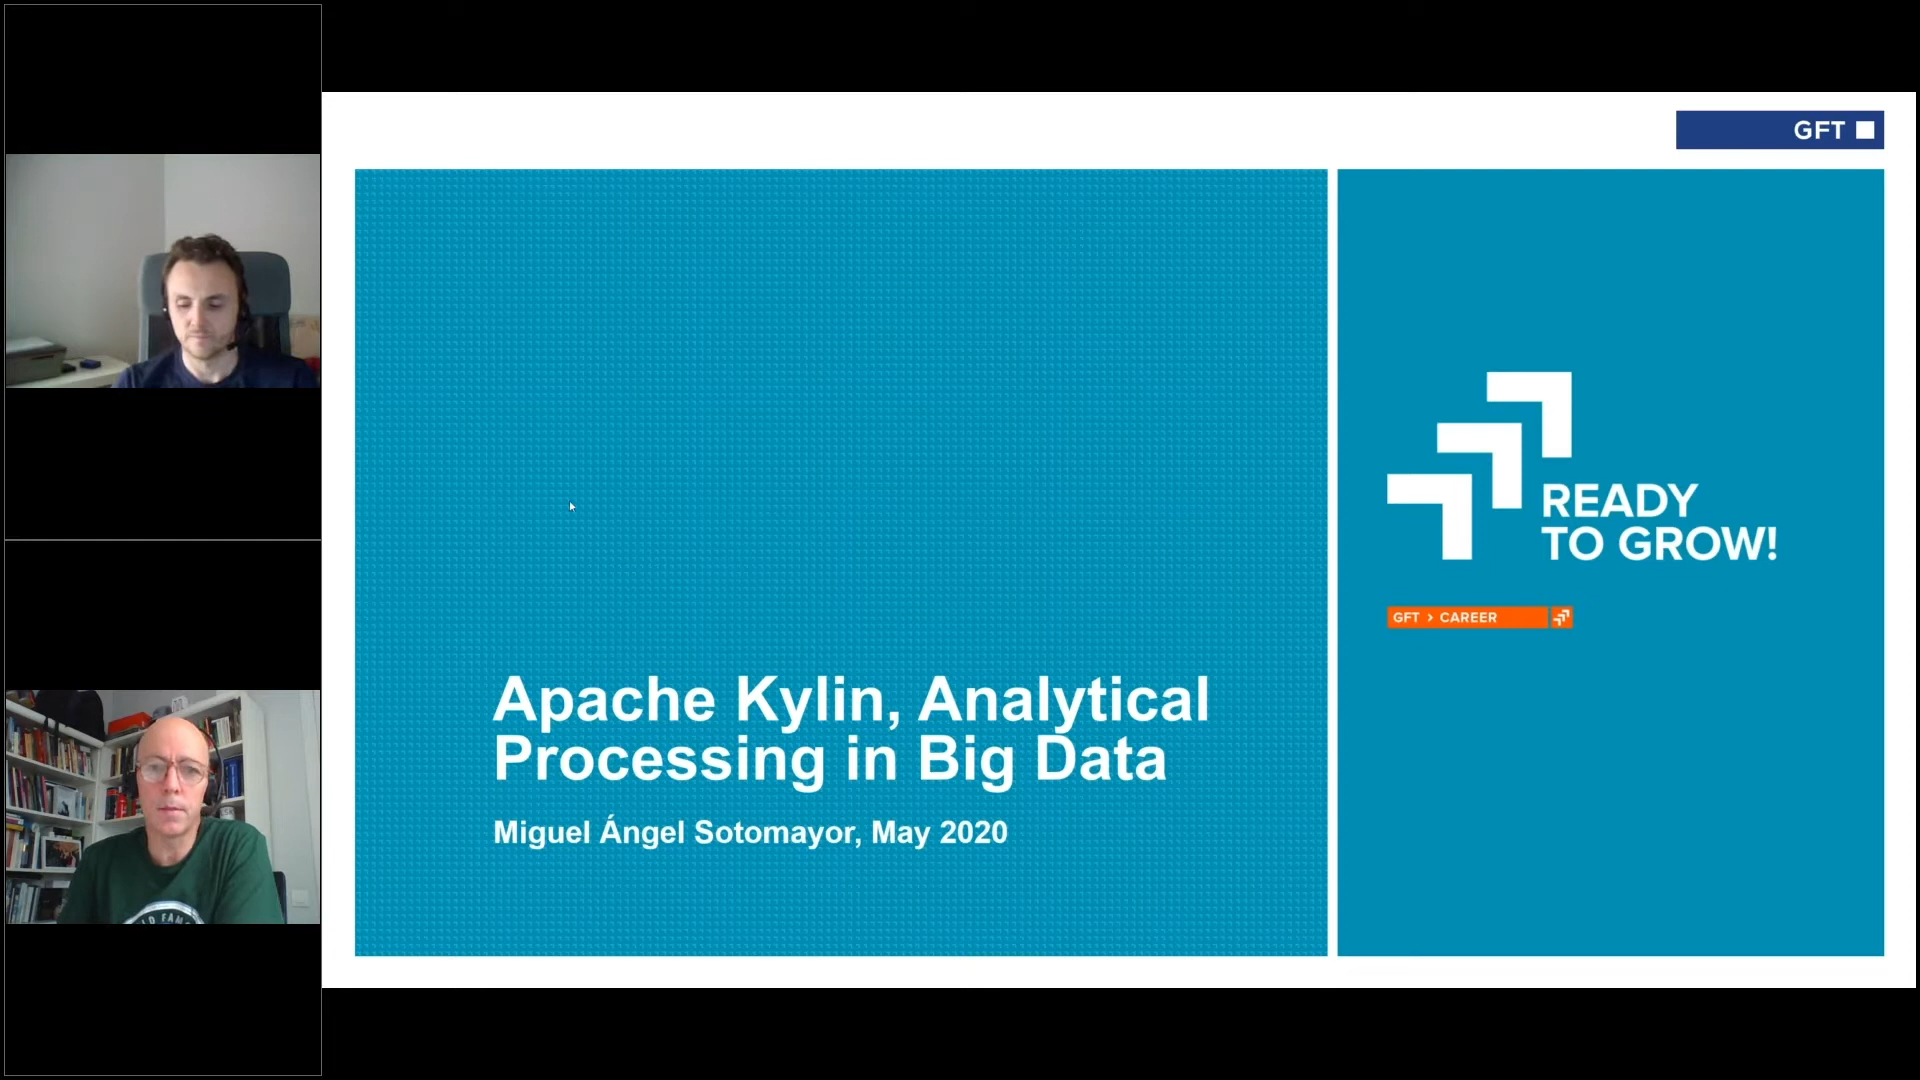 GFT
READY
TO GROW!
GFT > CAREER
Apache Kylin, Analytical
Processing in Big Data
Miguel Ángel Sotomayor, May 2020